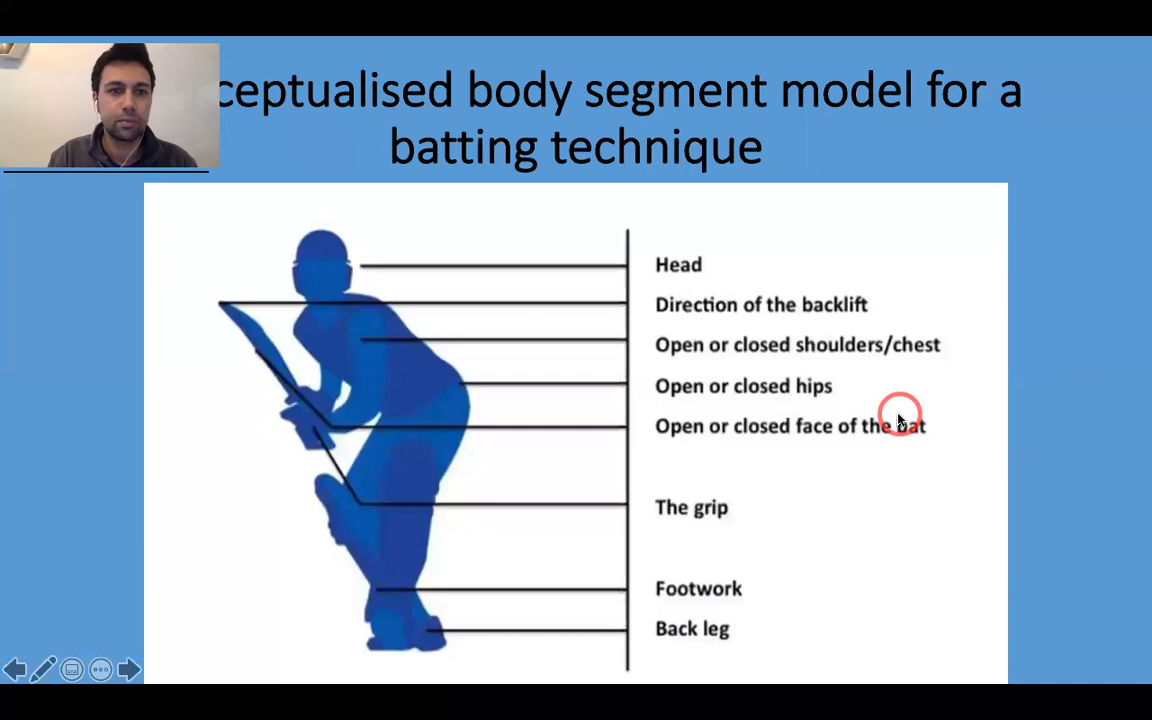 ceptualised body segment model for a
batting technique
Head
Direction of the backlift
Open or closed shoulders/chest
Open or closed hips
Open or closed face of the bat
The grip
Footwork
Back leg